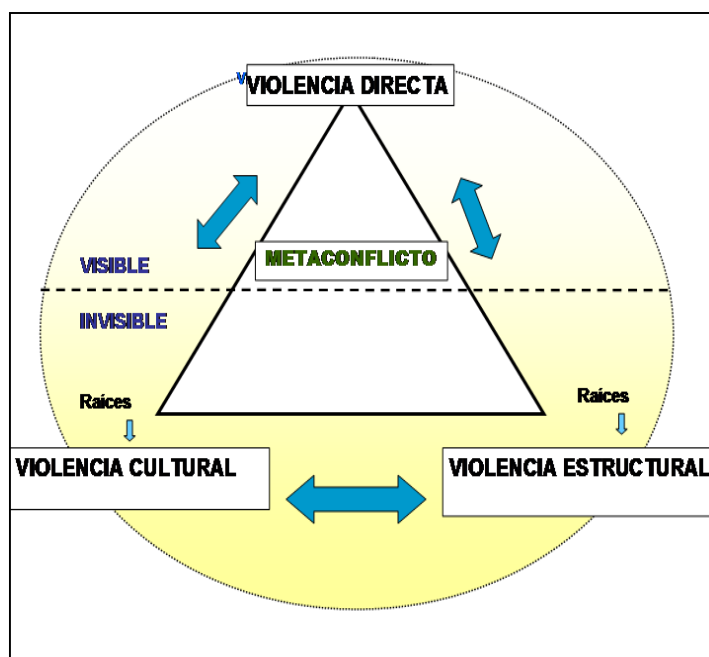 V
VIOLENCIA DIRECTA
METACONFLICTO
VISIBLE
INVISIBLE
Raíces
Raíces
VIOLENCIA CULTURAL
VIOLENCIA ESTRUCTURAL